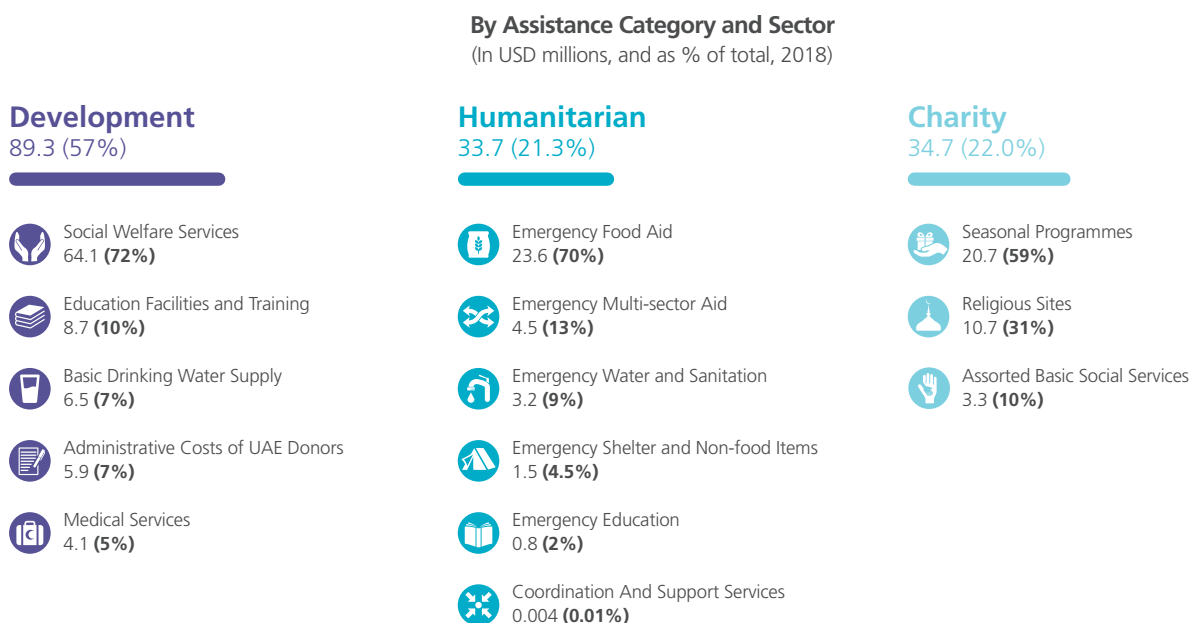 By Assistance Category and Sector
(In USD millions, and as % of total, 2018)
Development
89.3 (57%)
Social Welfare Services
64.1 (72%)
Education Facilities and Training
8.7 (10%)
Basic Drinking Water Supply
6.5 (7%)
Administrative Costs of UAE Donors
5.9 (7%)
Medical Services
4.1 (5%)
Humanitarian
33.7 (21.3%)
Emergency Food Aid
23.6 (70%)
Emergency Multi-sector Aid
4.5 (13%)
Emergency Water and Sanitation
3.2 (9%)
Emergency Shelter and Non-food Items
1.5 (4.5%)
Emergency Education
0.8 (2%)
Coordination And Support Services
0.004 (0.01%)
Charity
34.7 (22.0%)
Seasonal Programmes
20.7 (59%)
Religious Sites
10.7 (31%)
Assorted Basic Social Services
3.3 (10%)